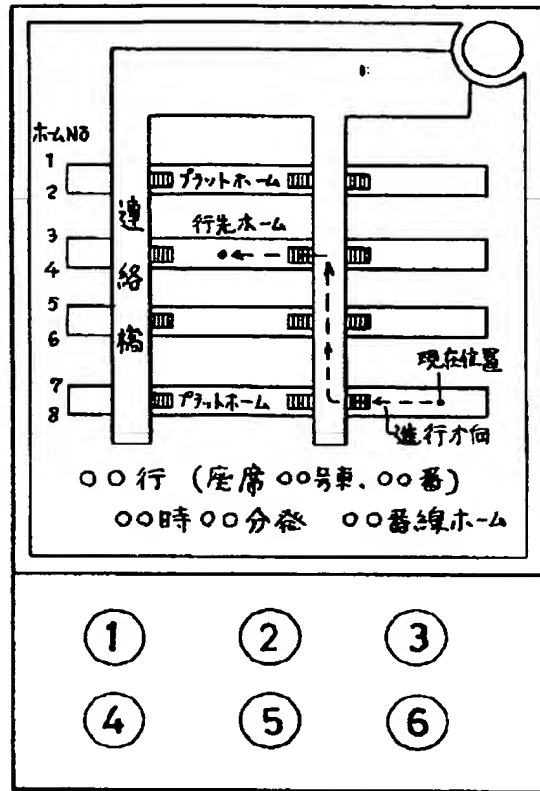 ホームNo
1
2
プラットホーム
3
行先ホーム
4
連絡橋
5
6
現在位置
7
プラットホーム
8
進行方向
○○行 (座席 ○○号車、○○番)
○○時○○分発 ○○番線ホーム
1 2 3
4 5 6